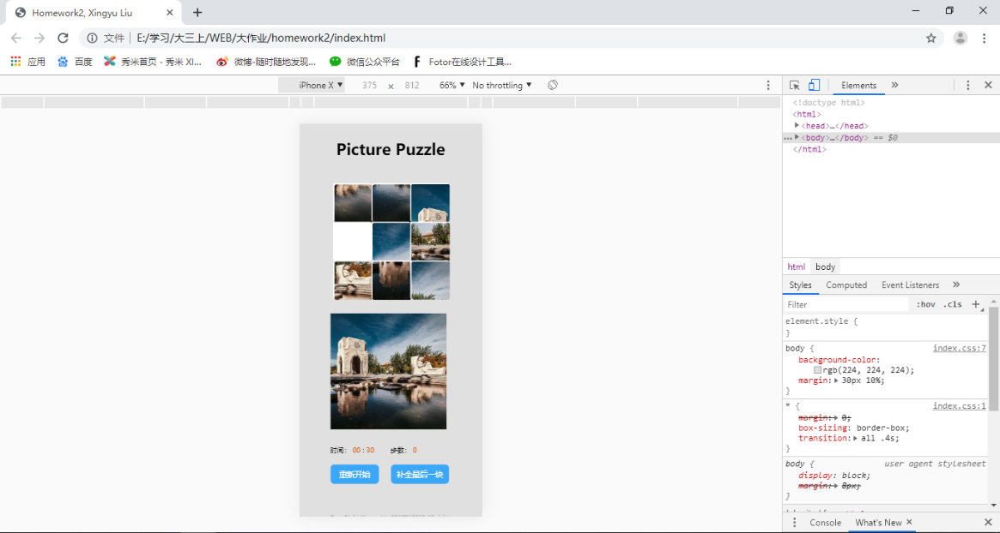 Homework2, Xingyu Liu
文件 E:/学习/大三上/WEB/大作业/homework2/index.html
应用 百度 秀米首页 - 秀米 XI... 微博-随时随地发现... 微信公众平台 Fotor在线设计工具...
iPhone X ▼ 375 x 812 66% ▼ No throttling ▼
Picture Puzzle
时间: 00 : 30 步数: 0
重新开始 补全最后一块
Elements »
<!doctype html>
<html>
▶<head>…</head>
…▶<body>…</body> == $0
</html>
html body
Styles Computed Event Listeners »
Filter :hov .cls +
element.style {
}
body { index.css:7
background-color:
rgb(224, 224, 224);
margin:▶ 30px 10%;
}
* { index.css:1
margin:▶ 0;
box-sizing: border-box;
transition:▶ all .4s;
}
body { user agent stylesheet
display: block;
margin:▶ 8px;
}
Console What's New ×